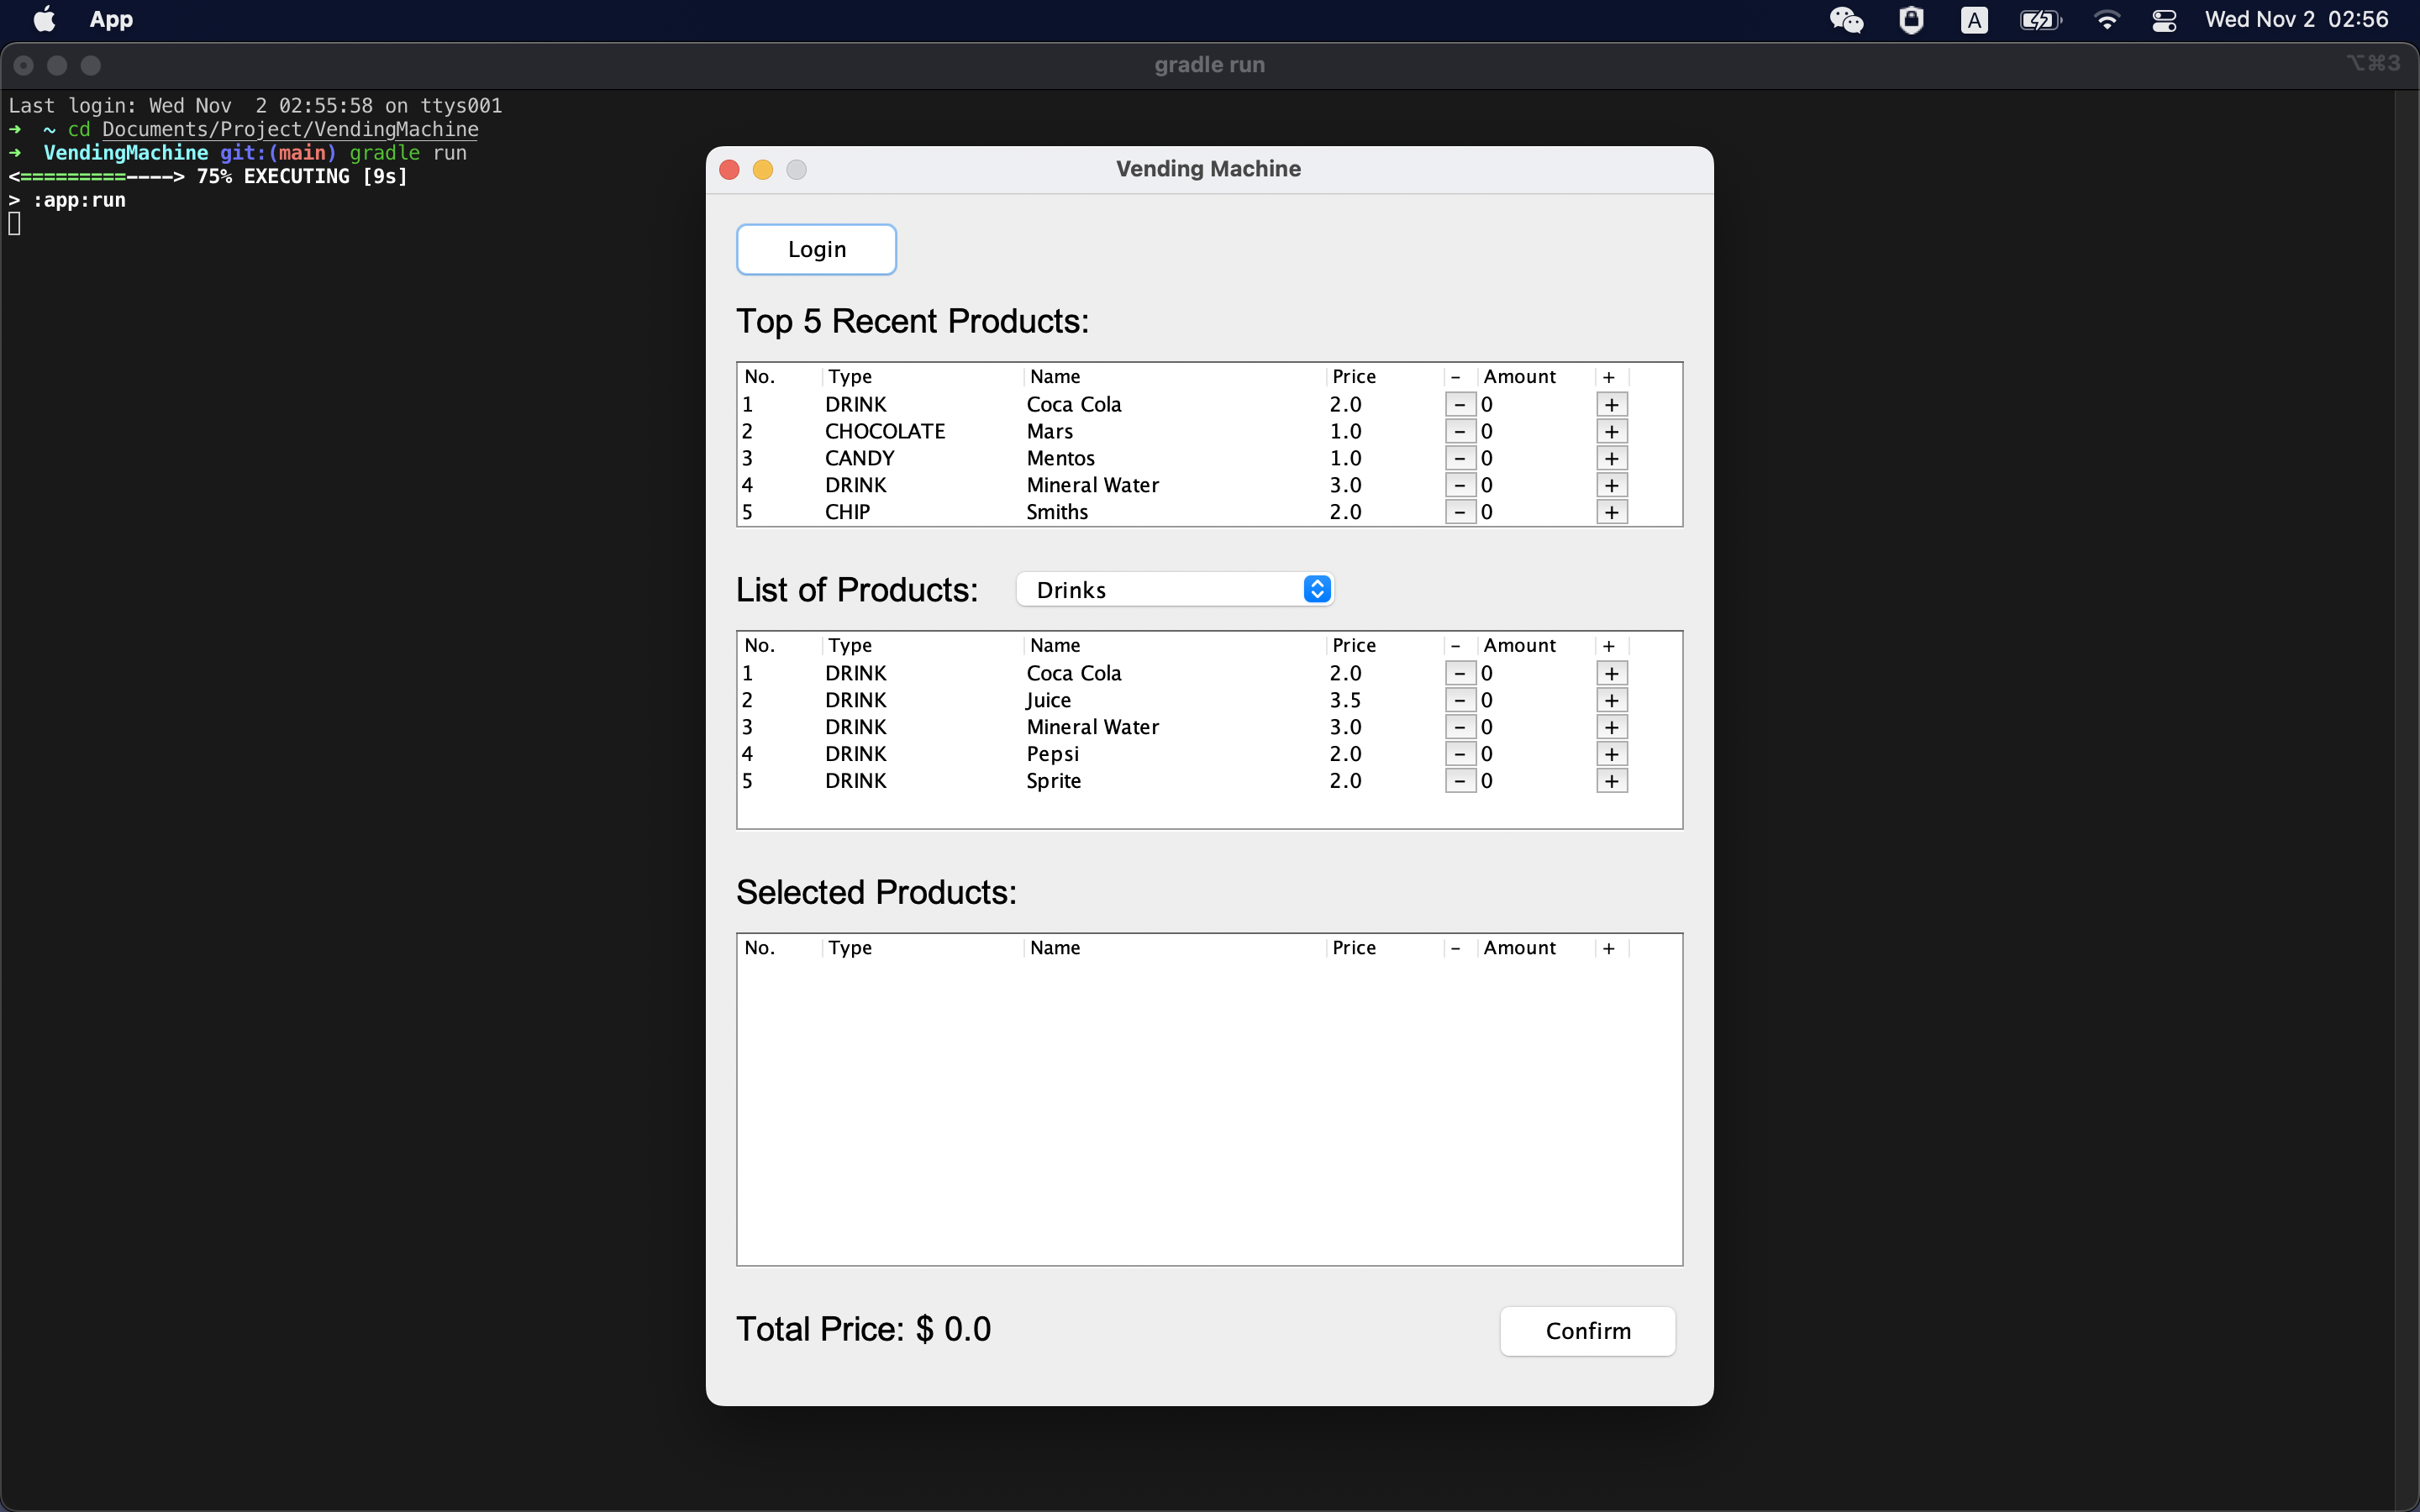 App
A
Wed Nov 2 02:56
gradle run
⌥⌘3
Last login: Wed Nov  2 02:55:58 on ttys001
➜  ~ cd Documents/Project/VendingMachine
➜  VendingMachine git:(main) gradle run
<=========----> 75% EXECUTING [9s]
> :app:run
Vending Machine
Login
Top 5 Recent Products:
No. Type Name Price - Amount +
1 DRINK Coca Cola 2.0 - 0 +
2 CHOCOLATE Mars 1.0 - 0 +
3 CANDY Mentos 1.0 - 0 +
4 DRINK Mineral Water 3.0 - 0 +
5 CHIP Smiths 2.0 - 0 +
List of Products: Drinks
No. Type Name Price - Amount +
1 DRINK Coca Cola 2.0 - 0 +
2 DRINK Juice 3.5 - 0 +
3 DRINK Mineral Water 3.0 - 0 +
4 DRINK Pepsi 2.0 - 0 +
5 DRINK Sprite 2.0 - 0 +
Selected Products:
No. Type Name Price - Amount +
Total Price: $ 0.0
Confirm